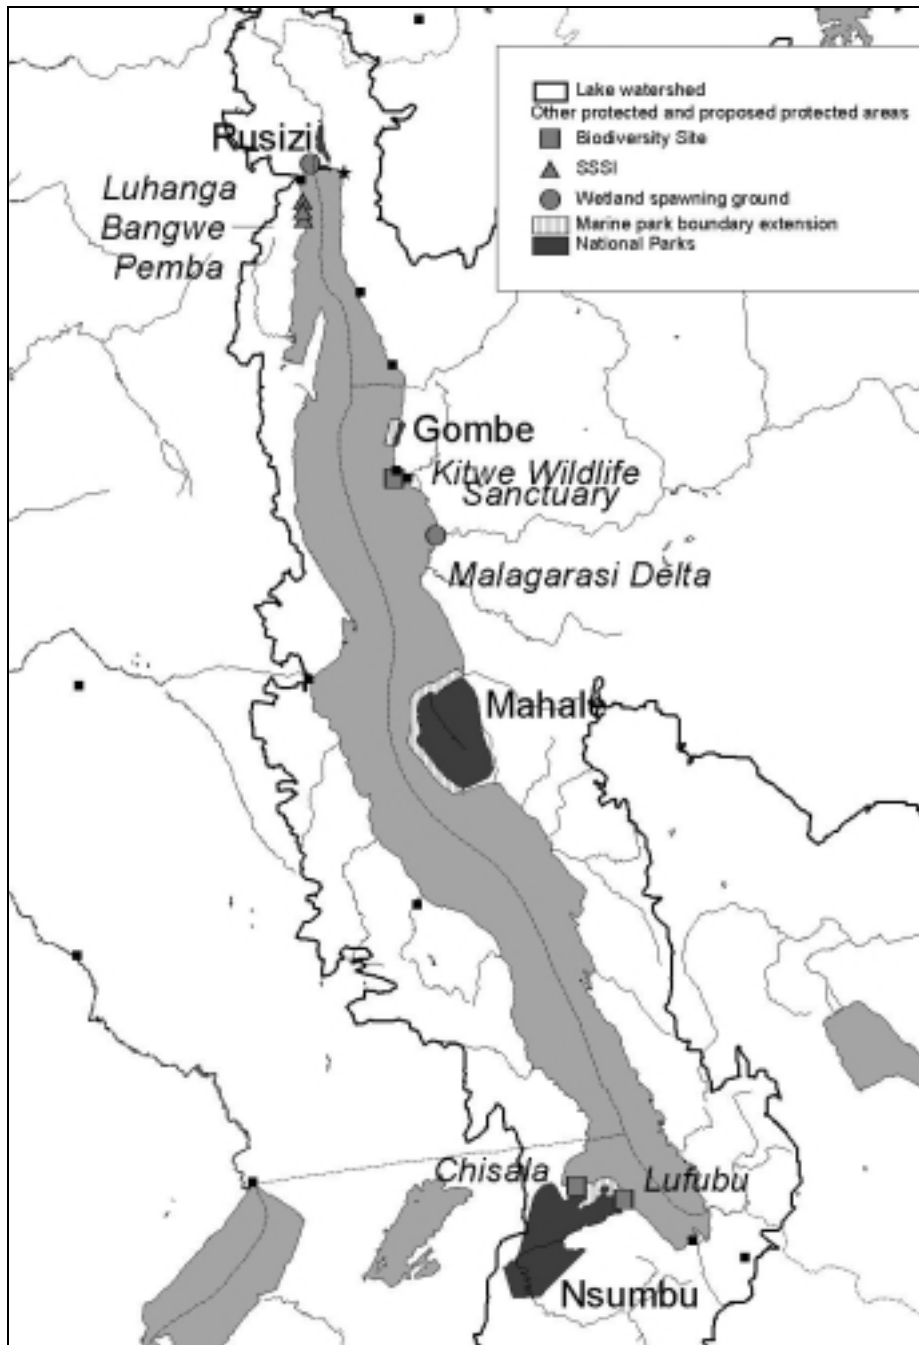 Lake watershed
Other protected and proposed protected areas
Biodiversity Site
SSSI
Wetland spawning ground
Marine park boundary extension
National Parks
Rusizi
Luhanga
Bangwe
Pemba
Gombe
Kitwe Wildlife
Sanctuary
Malagarasi Delta
Mahale
Chisala
Lufubu
Nsumbu